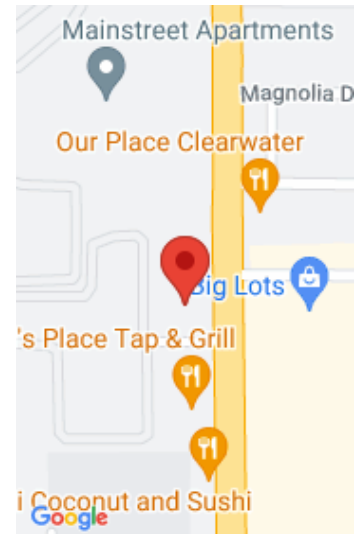 Mainstreet Apartments
Magnolia D
Our Place Clearwater
Big Lots
's Place Tap & Grill
i Coconut and Sushi
Google